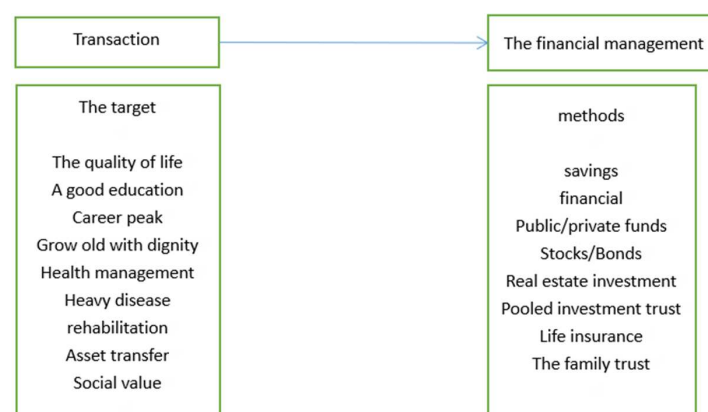 Transaction
The financial management
The target
The quality of life
A good education
Career peak
Grow old with dignity
Health management
Heavy disease
rehabilitation
Asset transfer
Social value
methods
savings
financial
Public/private funds
Stocks/Bonds
Real estate investment
Pooled investment trust
Life insurance
The family trust